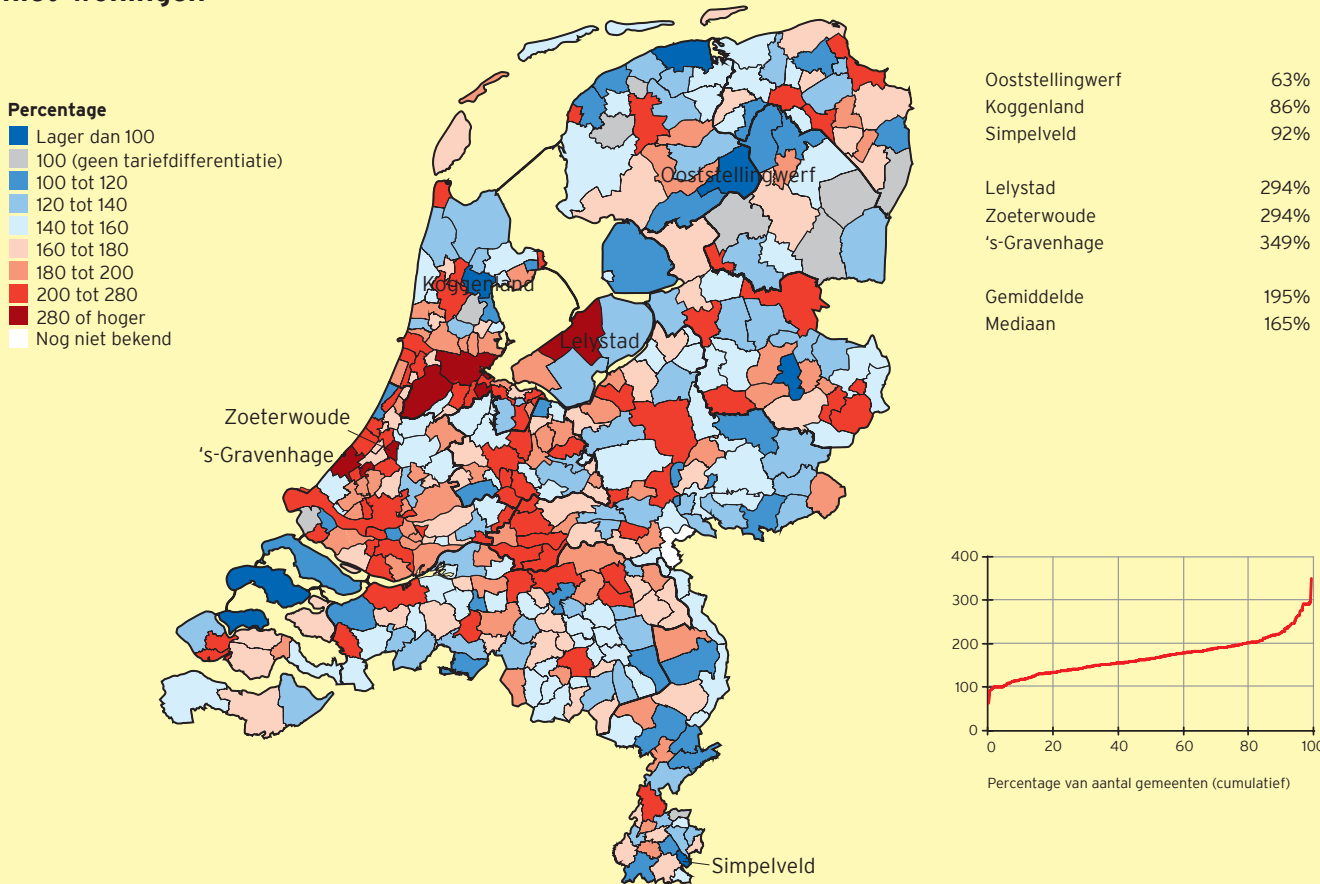 Percentage
Lager dan 100
100 (geen tariefdifferentiatie)
100 tot 120
120 tot 140
140 tot 160
160 tot 180
180 tot 200
200 tot 280
280 of hoger
Nog niet bekend
Ooststellingwerf
Koggenland
Lelystad
Zoeterwoude
's-Gravenhage
Simpelveld
Ooststellingwerf 63%
Koggenland 86%
Simpelveld 92%
Lelystad 294%
Zoeterwoude 294%
's-Gravenhage 349%
Gemiddelde 195%
Mediaan 165%
400
300
200
100
0
0 20 40 60 80 100
Percentage van aantal gemeenten (cumulatief)